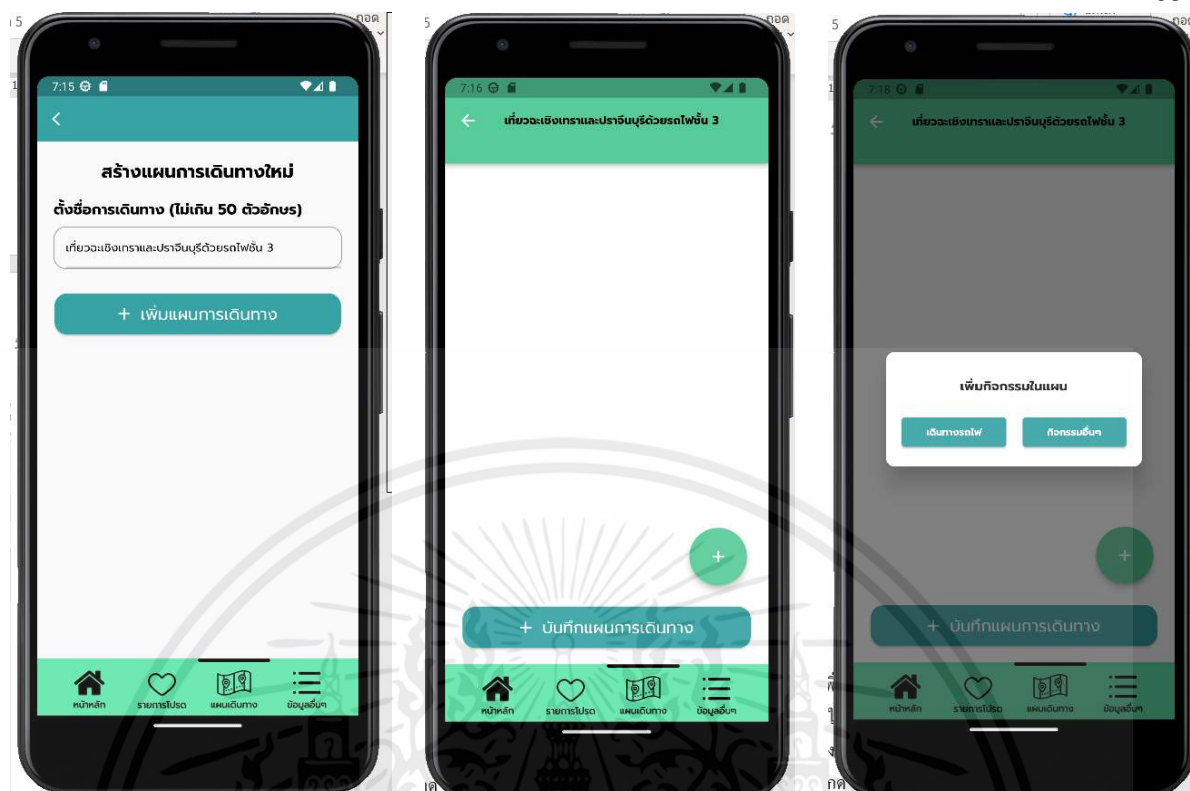 7:15
สร้างแผนการเดินทางใหม่
ตั้งชื่อการเดินทาง (ไม่เกิน 50 ตัวอักษร)
เที่ยวฉะเชิงเทราและปราจีนบุรีด้วยรถไฟชั้น 3
+ เพิ่มแผนการเดินทาง
หน้าหลัก รายการโปรด แผนเดินทาง ข้อมูลอื่นๆ
7:16
เที่ยวฉะเชิงเทราและปราจีนบุรีด้วยรถไฟชั้น 3
+
+ บันทึกแผนการเดินทาง
หน้าหลัก รายการโปรด แผนเดินทาง ข้อมูลอื่นๆ
7:18
เที่ยวฉะเชิงเทราและปราจีนบุรีด้วยรถไฟชั้น 3
เพิ่มกิจกรรมในแผน
เดินทางรถไฟ กิจกรรมอื่นๆ
+
+ บันทึกแผนการเดินทาง
หน้าหลัก รายการโปรด แผนเดินทาง ข้อมูลอื่นๆ